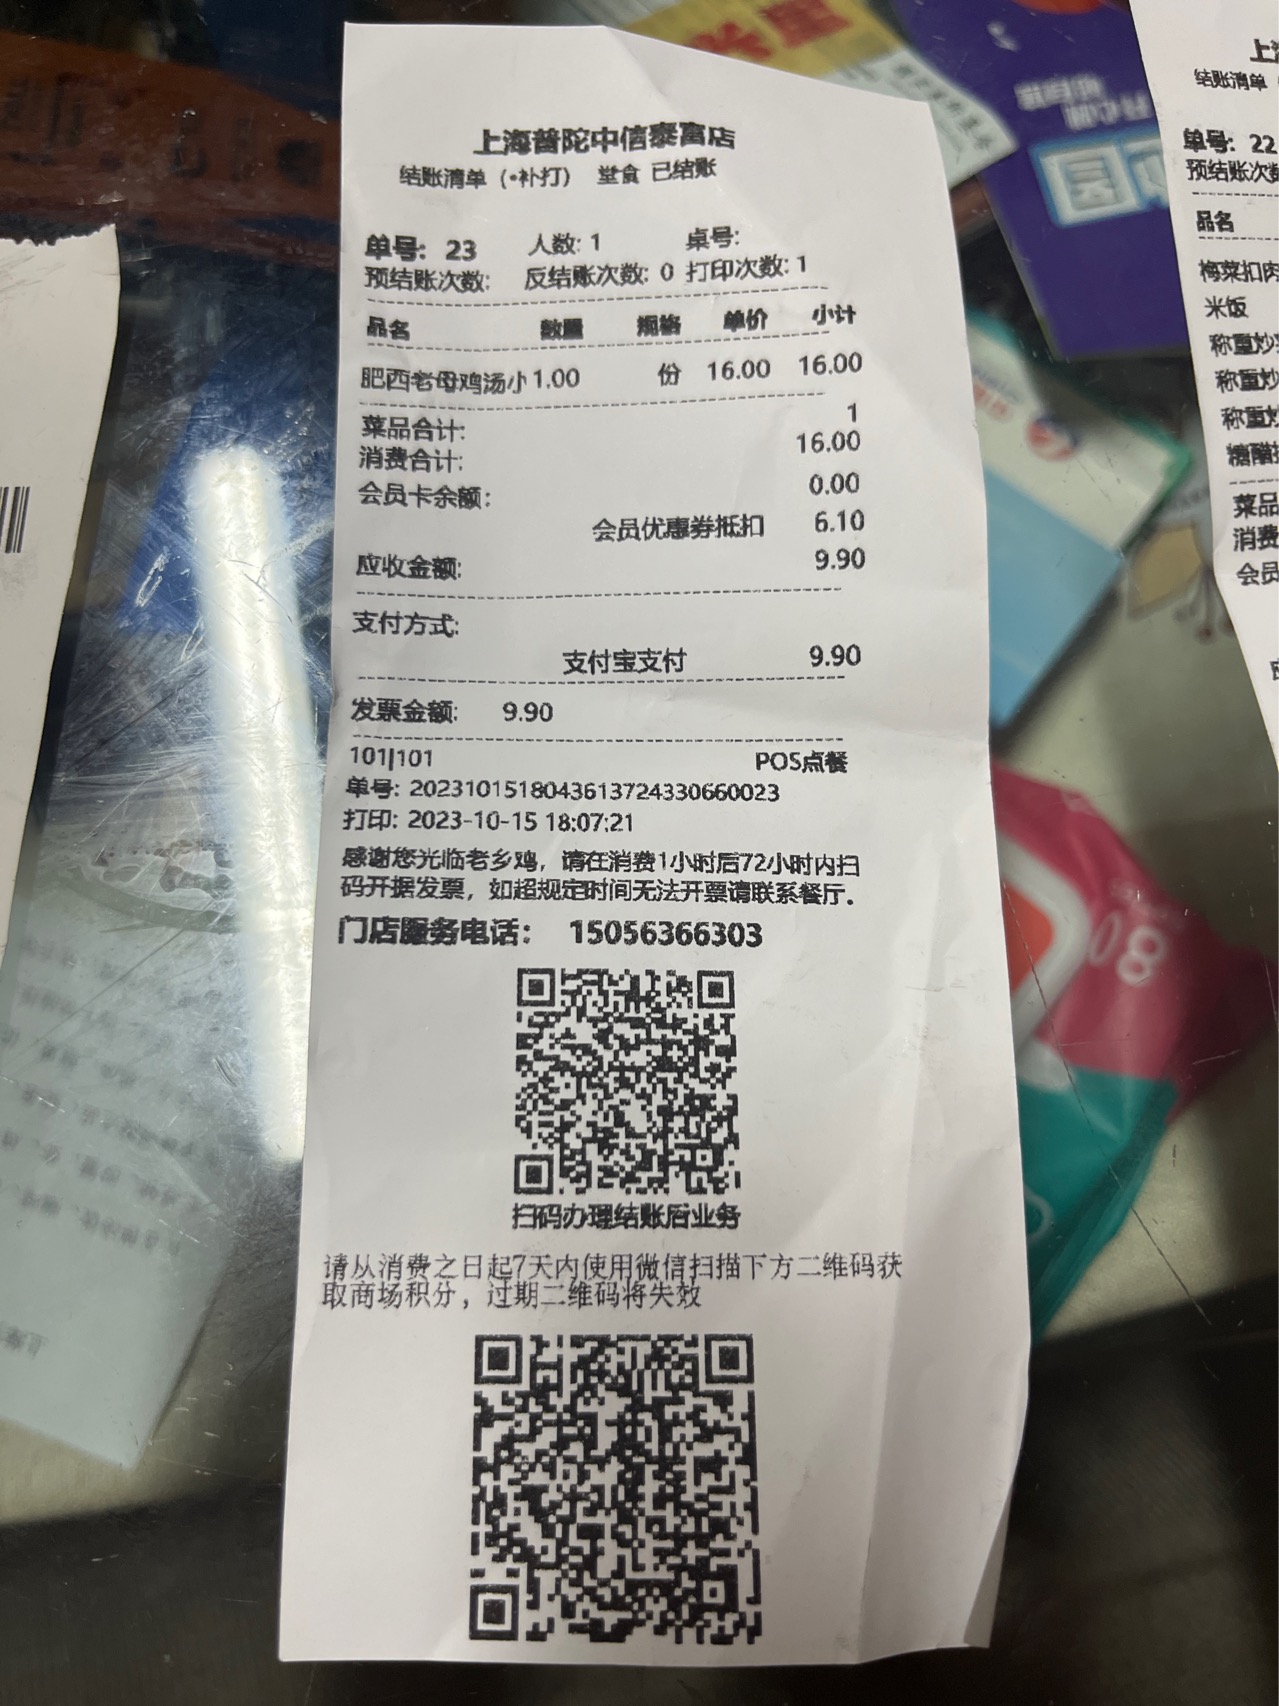 上海普陀中信泰富店
结账清单 (*补打) 堂食 已结账
单号: 23 人数: 1 桌号:
预结账次数: 反结账次数: 0 打印次数: 1
品名 数量 规格 单价 小计
肥西老母鸡汤小 1.00 份 16.00 16.00
菜品合计: 1
消费合计: 16.00
会员卡余额: 0.00
会员优惠券抵扣 6.10
应收金额: 9.90
支付方式:
支付宝支付 9.90
发票金额: 9.90
101|101 POS点餐
单号: 20231015180436137243306600​23
打印: 2023-10-15 18:07:21
感谢您光临老乡鸡，请在消费1小时后72小时内扫
码开据发票，如超规定时间无法开票请联系餐厅。
门店服务电话： 15056366303
扫码办理结账后业务
请从消费之日起7天内使用微信扫描下方二维码获
取商场积分，过期二维码将失效
上海
结账清单
单号: 22
预结账次数
品名
梅菜扣肉
米饭
称重炒
称重炒
称重炒
糖醋
菜品
消费
会员
80